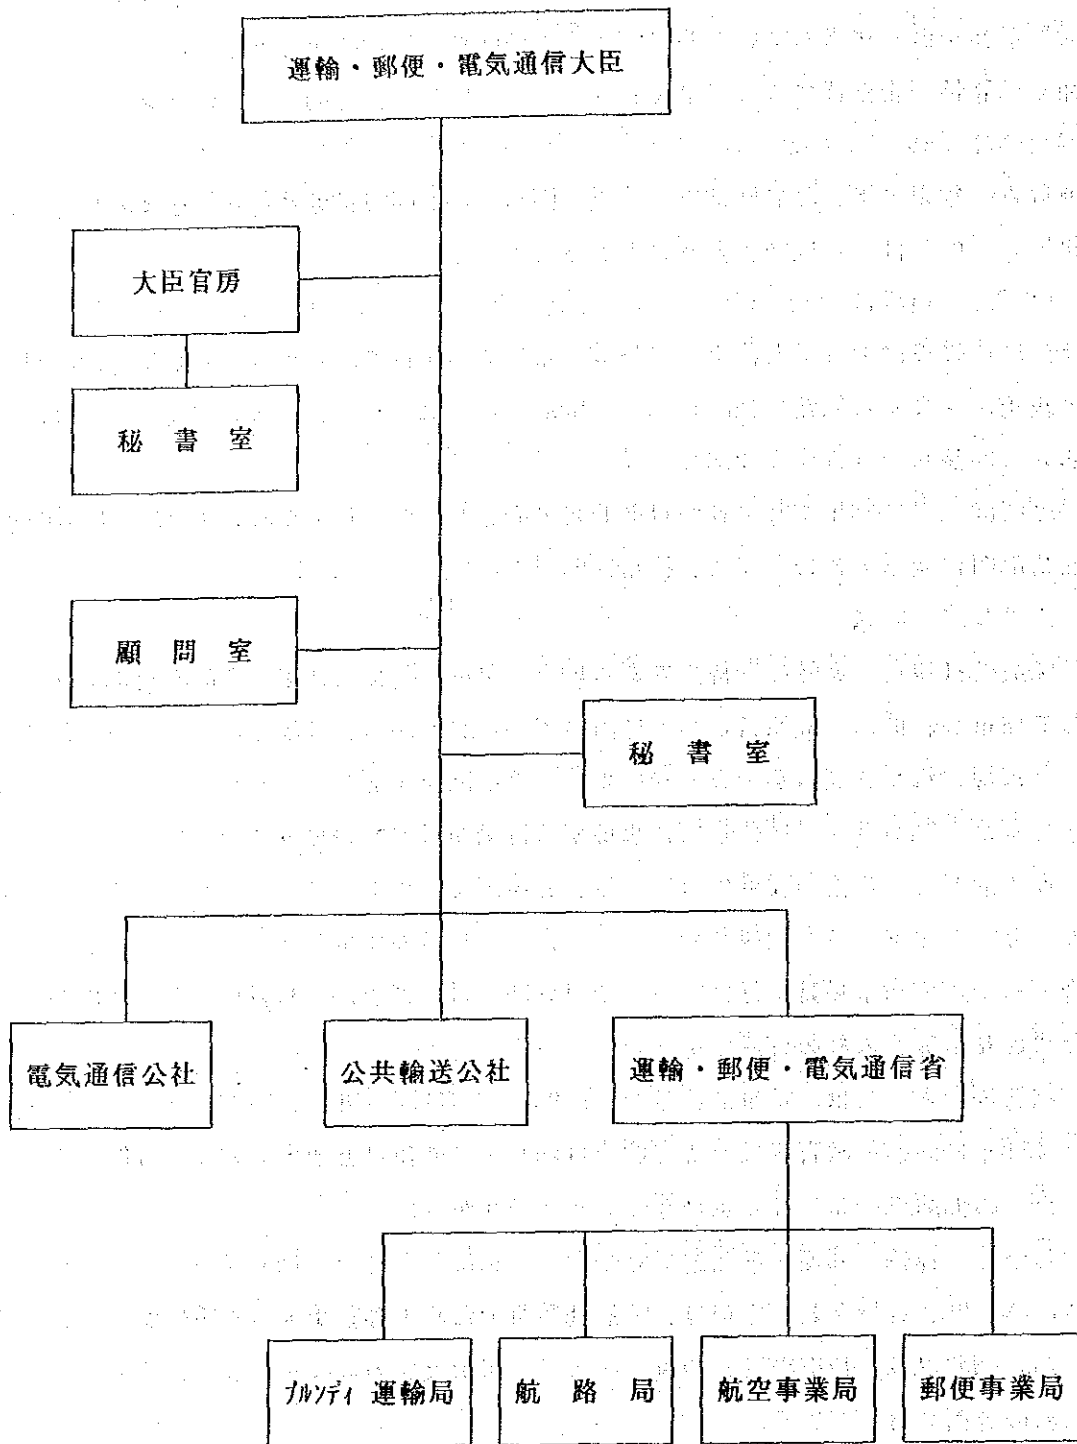 運輸・郵便・電気通信大臣
大臣官房
秘 書 室
顧 問 室
秘 書 室
電気通信公社
公共輸送公社
運輸・郵便・電気通信省
ブルンディ 運輸局
航 路 局
航空事業局
郵便事業局